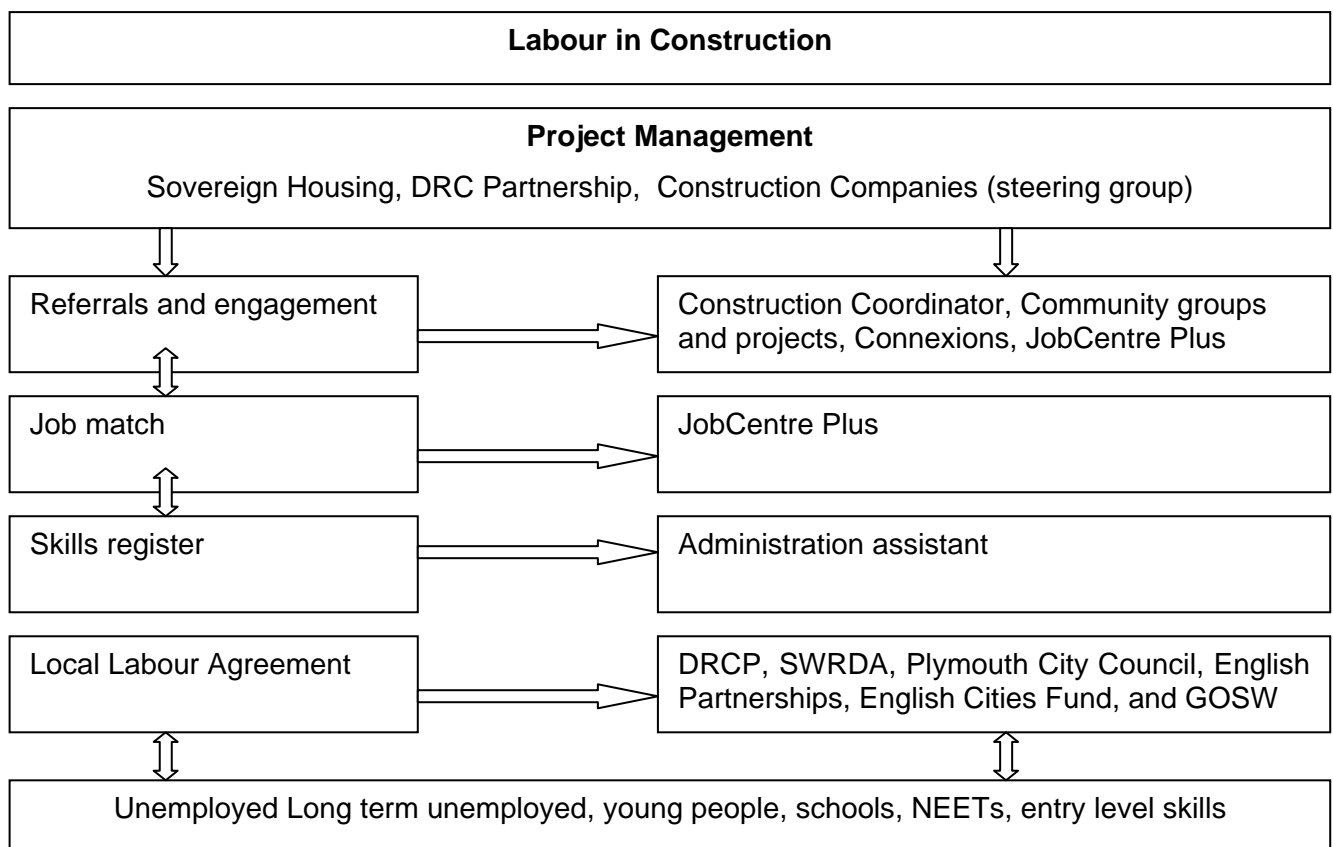 Labour in Construction
Project Management
Sovereign Housing, DRC Partnership,  Construction Companies (steering group)
Referrals and engagement
Construction Coordinator, Community groups
and projects, Connexions, JobCentre Plus
Job match
JobCentre Plus
Skills register
Administration assistant
Local Labour Agreement
DRCP, SWRDA, Plymouth City Council, English
Partnerships, English Cities Fund, and GOSW
Unemployed Long term unemployed, young people, schools, NEETs, entry level skills